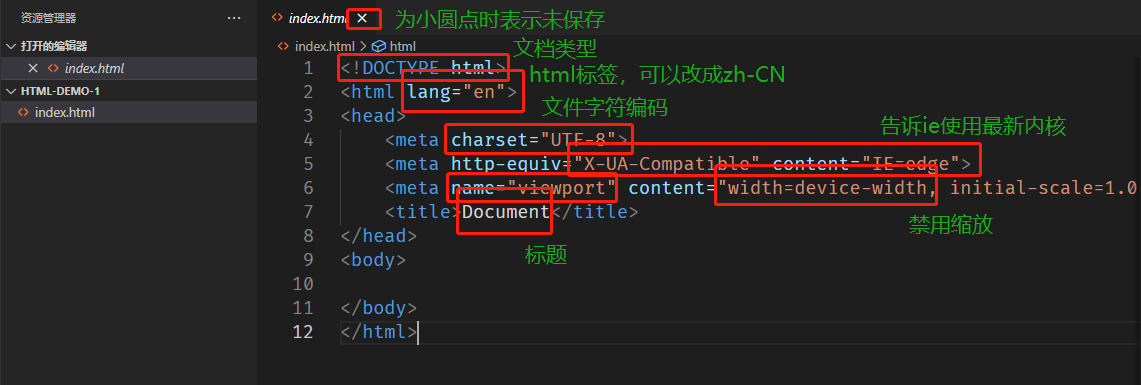 资源管理器
打开的编辑器
index.html
HTML-DEMO-1
index.html
index.html
为小圆点时表示未保存
index.html > html
文档类型
1 <!DOCTYPE html>
html标签，可以改成zh-CN
2 <html lang="en">
文件字符编码
3 <head>
告诉ie使用最新内核
4 <meta charset="UTF-8">
5 <meta http-equiv="X-UA-Compatible" content="IE=edge">
6 <meta name="viewport" content="width=device-width, initial-scale=1.0
7 <title>Document</title>
禁用缩放
8 </head>
标题
9 <body>
10
11 </body>
12 </html>